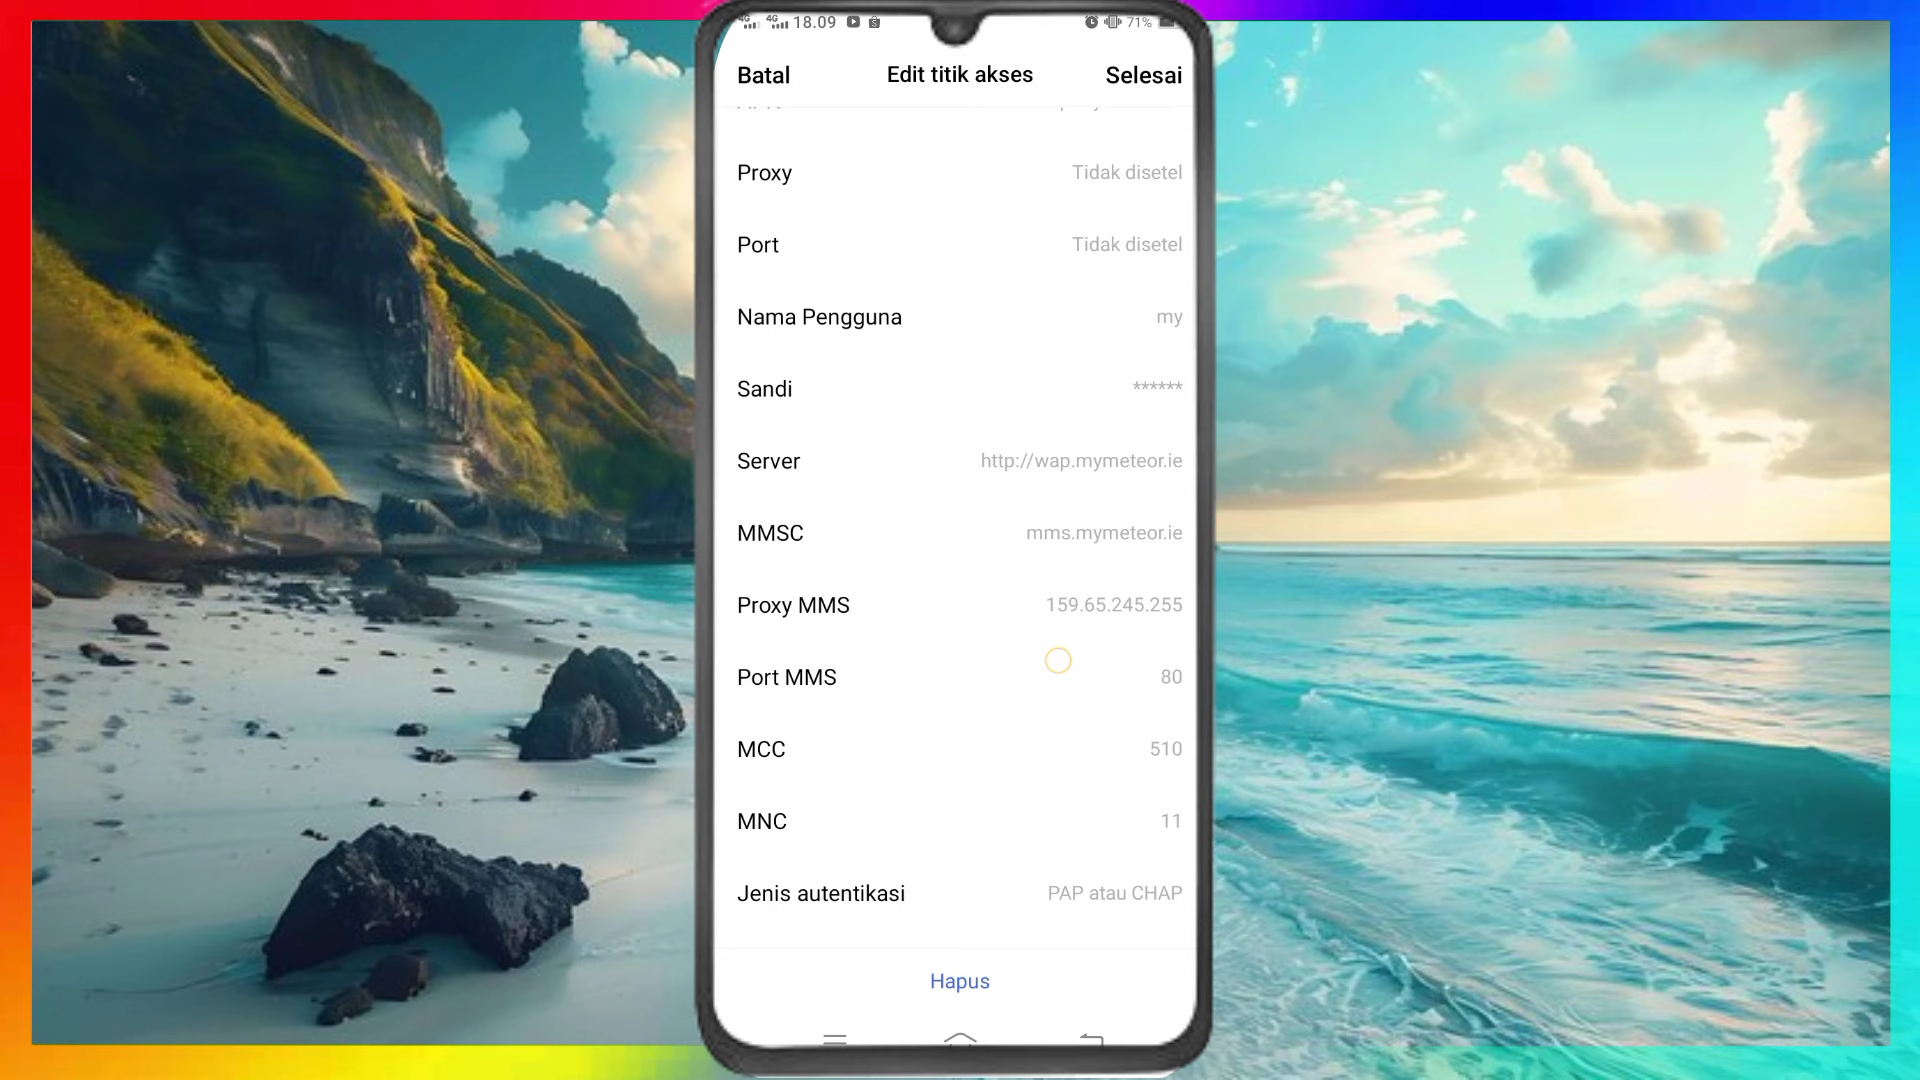 4G 4G 18.09 71%
Batal Edit titik akses Selesai
Proxy Tidak disetel
Port Tidak disetel
Nama Pengguna my
Sandi ******
Server http://wap.mymeteor.ie
MMSC mms.mymeteor.ie
Proxy MMS 159.65.245.255
Port MMS 80
MCC 510
MNC 11
Jenis autentikasi PAP atau CHAP
Hapus